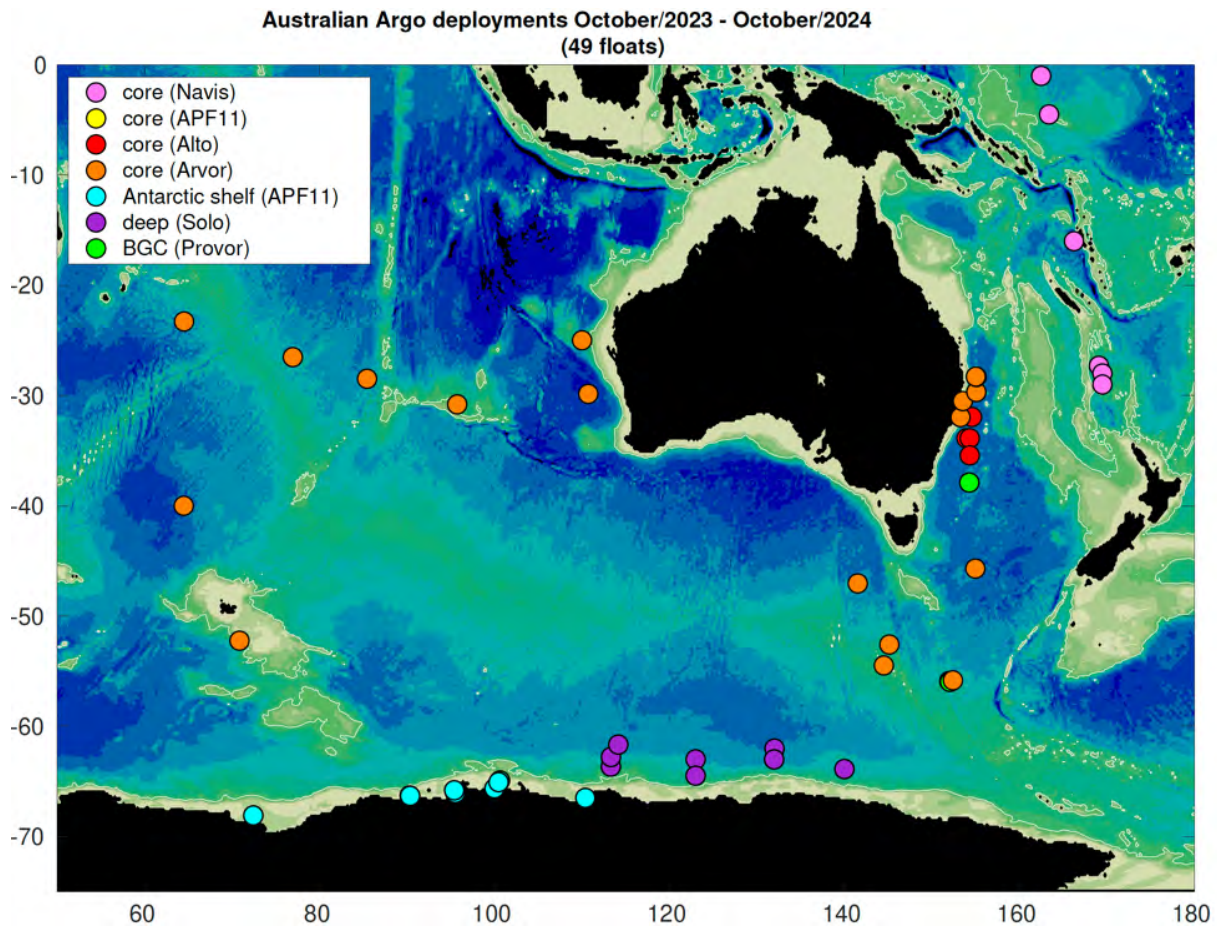 Australian Argo deployments October/2023 - October/2024
(49 floats)
core (Navis)
core (APF11)
core (Alto)
core (Arvor)
Antarctic shelf (APF11)
deep (Solo)
BGC (Provor)
0
-10
-20
-30
-40
-50
-60
-70
60 80 100 120 140 160 180